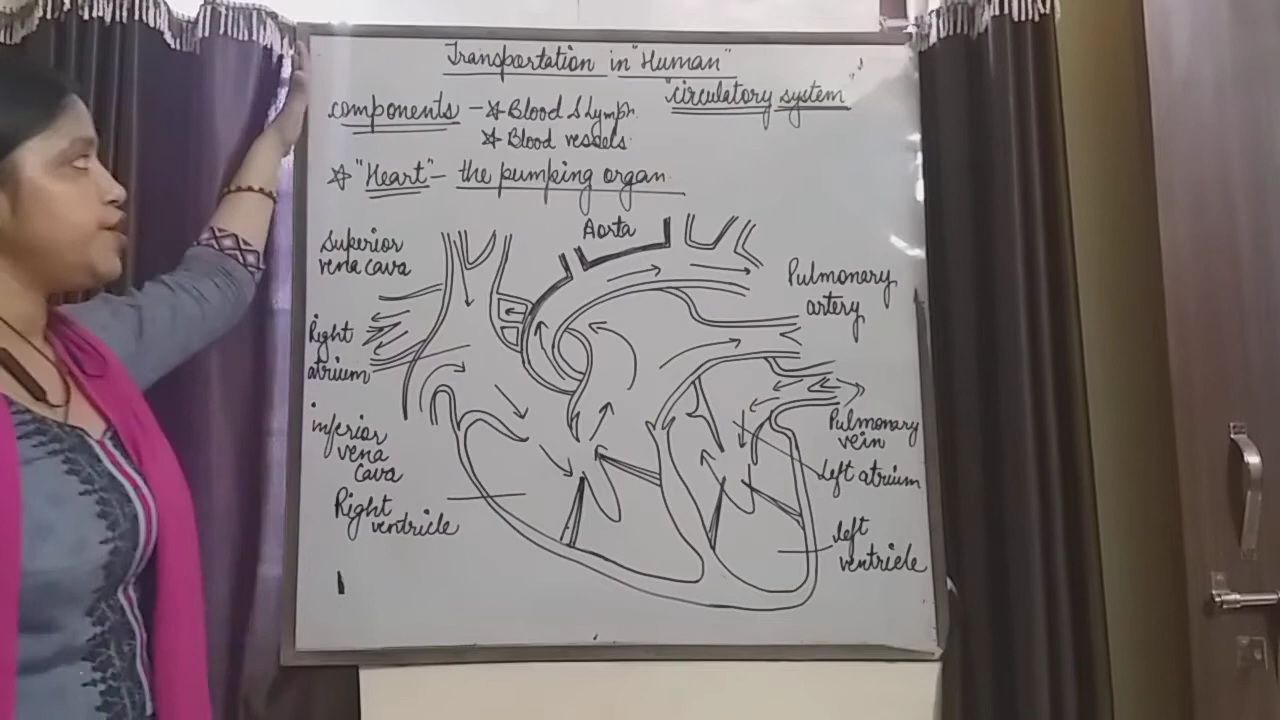 Transportation in "Human"
"circulatory system"
components - ☆ Blood & Lymph.
☆ Blood vessels.
☆ "Heart" - the pumping organ.
Aorta
Superior
vena cava
Pulmonary
artery
Right
atrium
inferior
vena
cava
Pulmonary
vein
Left atrium
Right
ventricle
left
ventricle